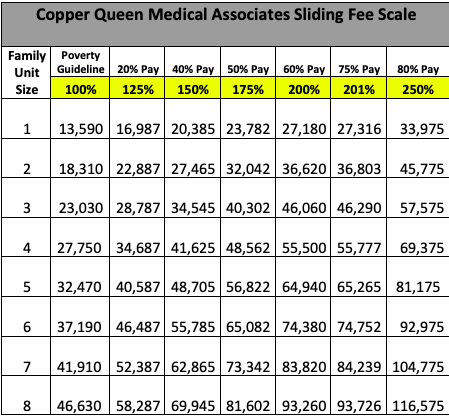 Copper Queen Medical Associates Sliding Fee Scale
Family Unit Size Poverty Guideline 20% Pay 40% Pay 50% Pay 60% Pay 75% Pay 80% Pay
100% 125% 150% 175% 200% 201% 250%
1 13,590 16,987 20,385 23,782 27,180 27,316 33,975
2 18,310 22,887 27,465 32,042 36,620 36,803 45,775
3 23,030 28,787 34,545 40,302 46,060 46,290 57,575
4 27,750 34,687 41,625 48,562 55,500 55,777 69,375
5 32,470 40,587 48,705 56,822 64,940 65,265 81,175
6 37,190 46,487 55,785 65,082 74,380 74,752 92,975
7 41,910 52,387 62,865 73,342 83,820 84,239 104,775
8 46,630 58,287 69,945 81,602 93,260 93,726 116,575